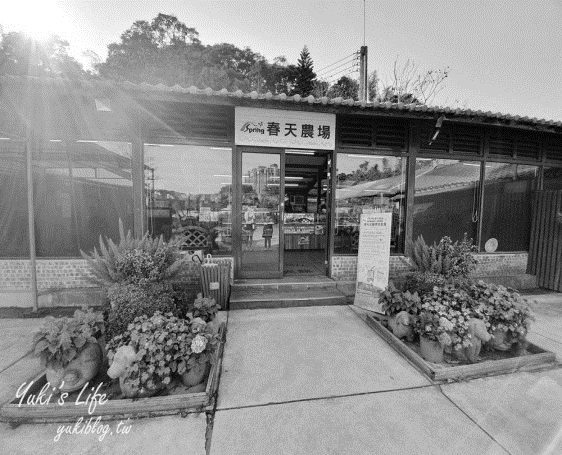 Spring 春天農場
Yuki's Life
yukiblog.tw